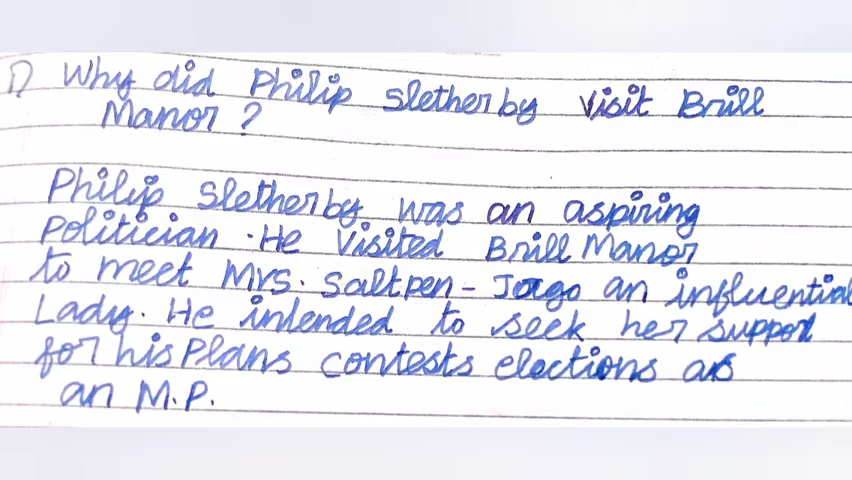 1) Why did Philip Sletherby visit Brill
Manor ?
Philip Sletherby was an aspiring
Politician . He visited Brill Manor
to meet Mrs. Saltpen - Jago an influential
Lady. He intended to seek her support
for his Plans contests elections as
an M.P.